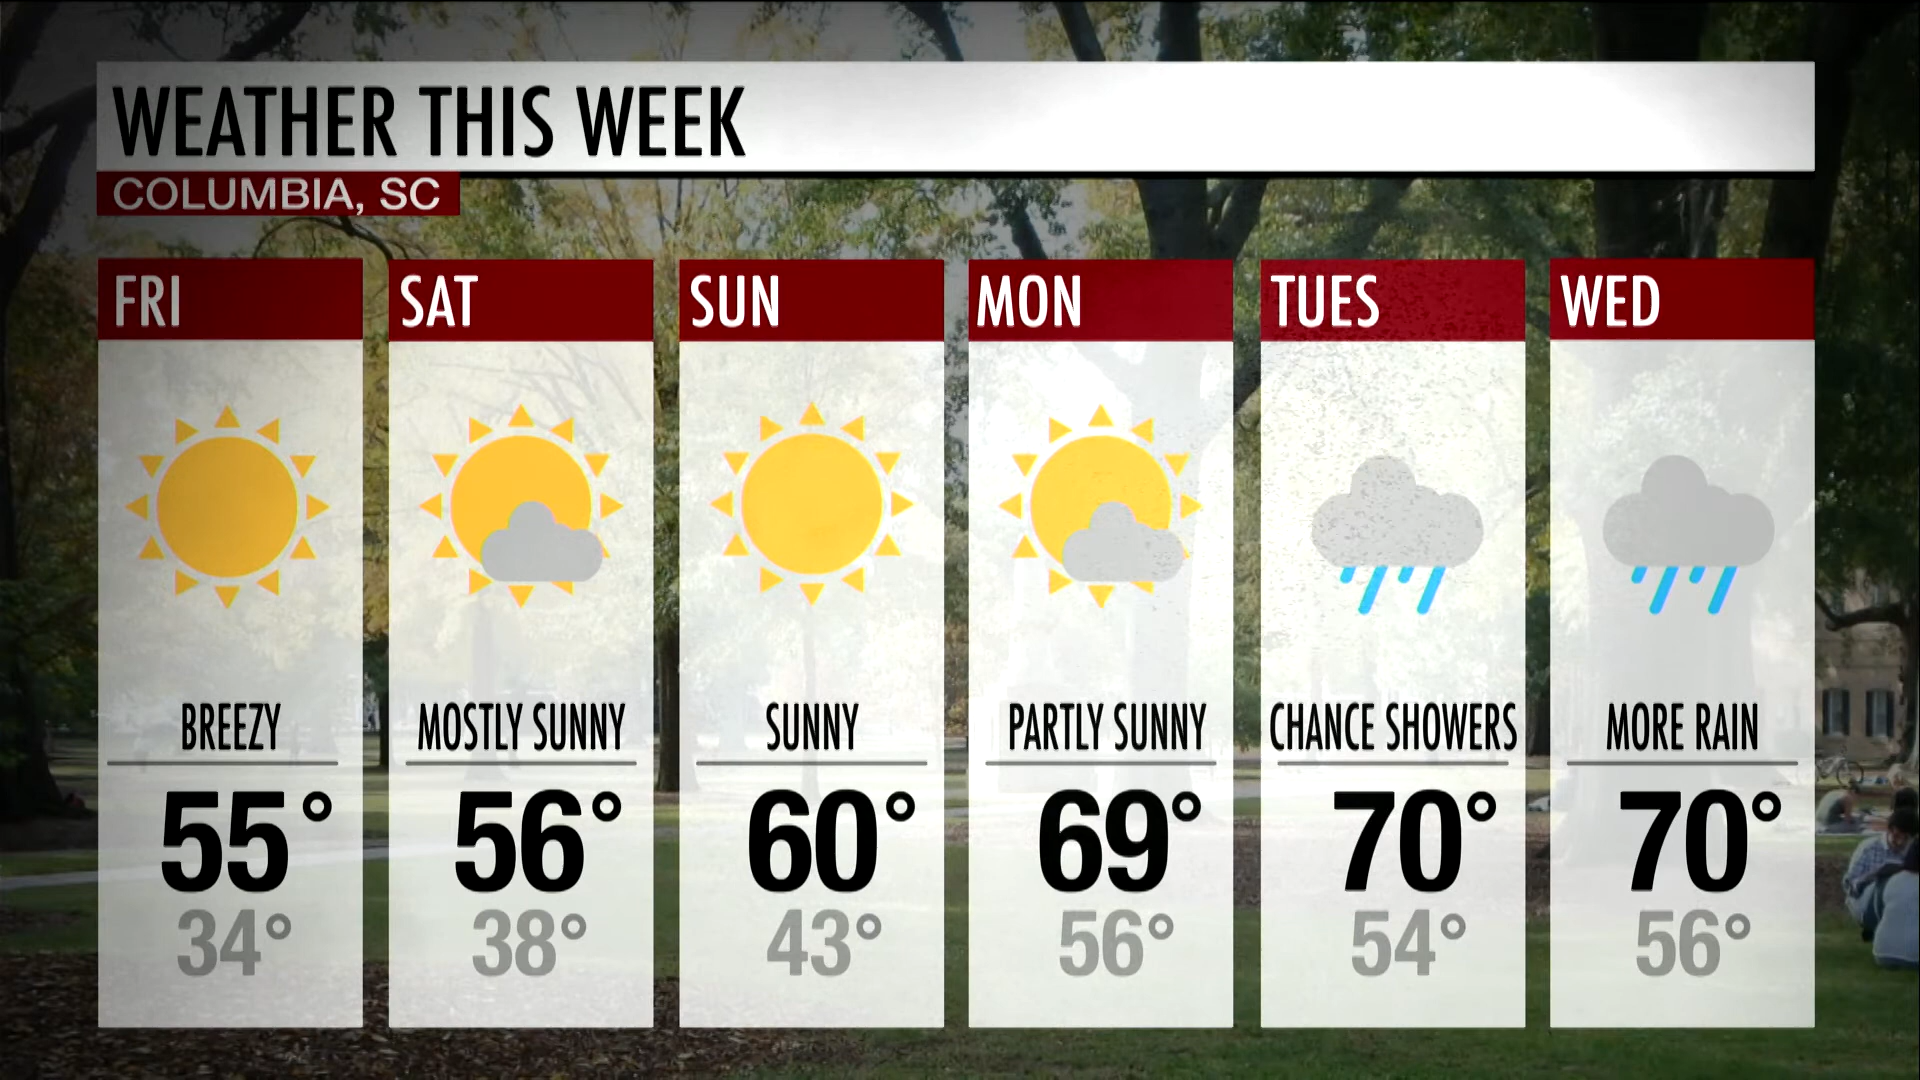 WEATHER THIS WEEK
COLUMBIA, SC
FRI
BREEZY
55°
34°
SAT
MOSTLY SUNNY
56°
38°
SUN
SUNNY
60°
43°
MON
PARTLY SUNNY
69°
56°
TUES
CHANCE SHOWERS
70°
54°
WED
MORE RAIN
70°
56°